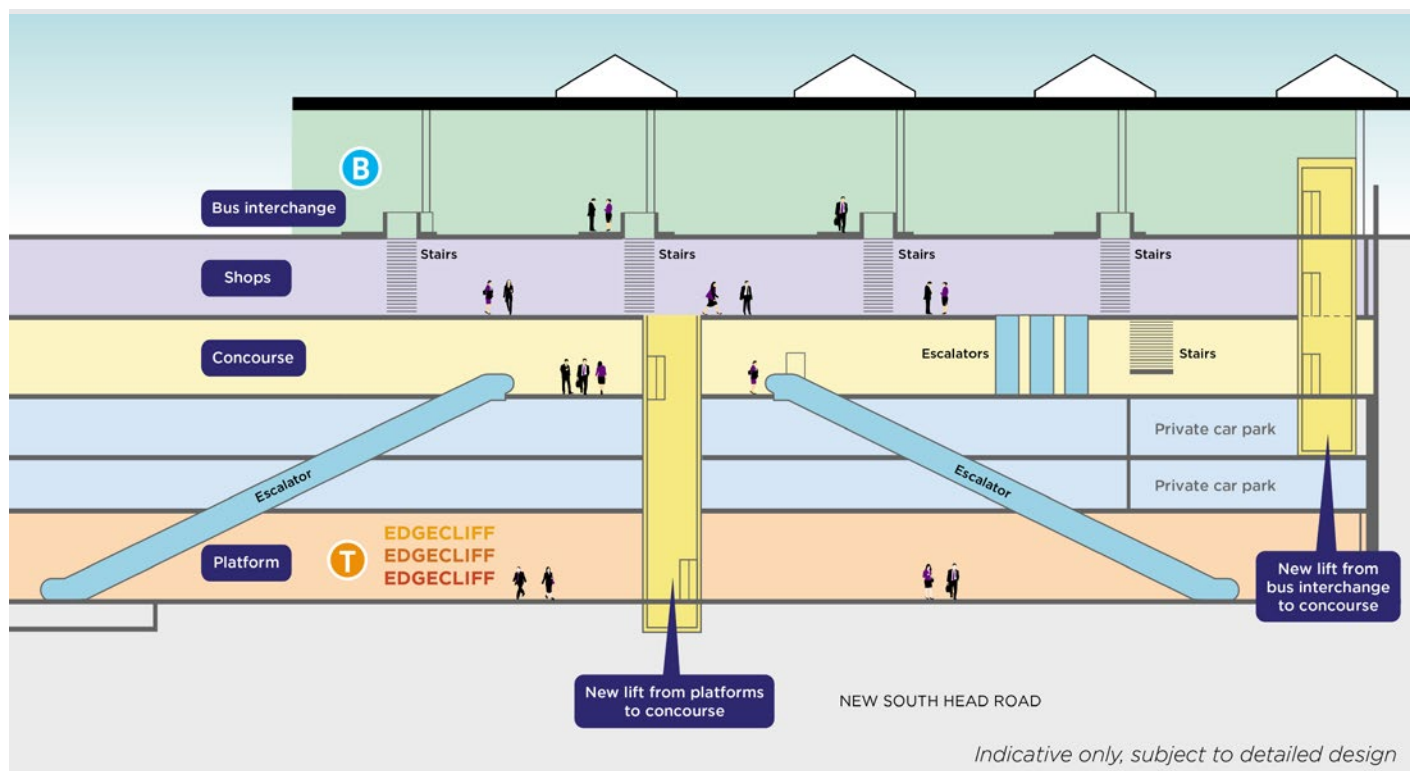 B
Bus interchange
Stairs
Stairs
Stairs
Stairs
Shops
Concourse
Escalators
Stairs
Private car park
Escalator
Escalator
Private car park
Platform
T
EDGECLIFF
EDGECLIFF
EDGECLIFF
New lift from
bus interchange
to concourse
New lift from platforms
to concourse
NEW SOUTH HEAD ROAD
Indicative only, subject to detailed design